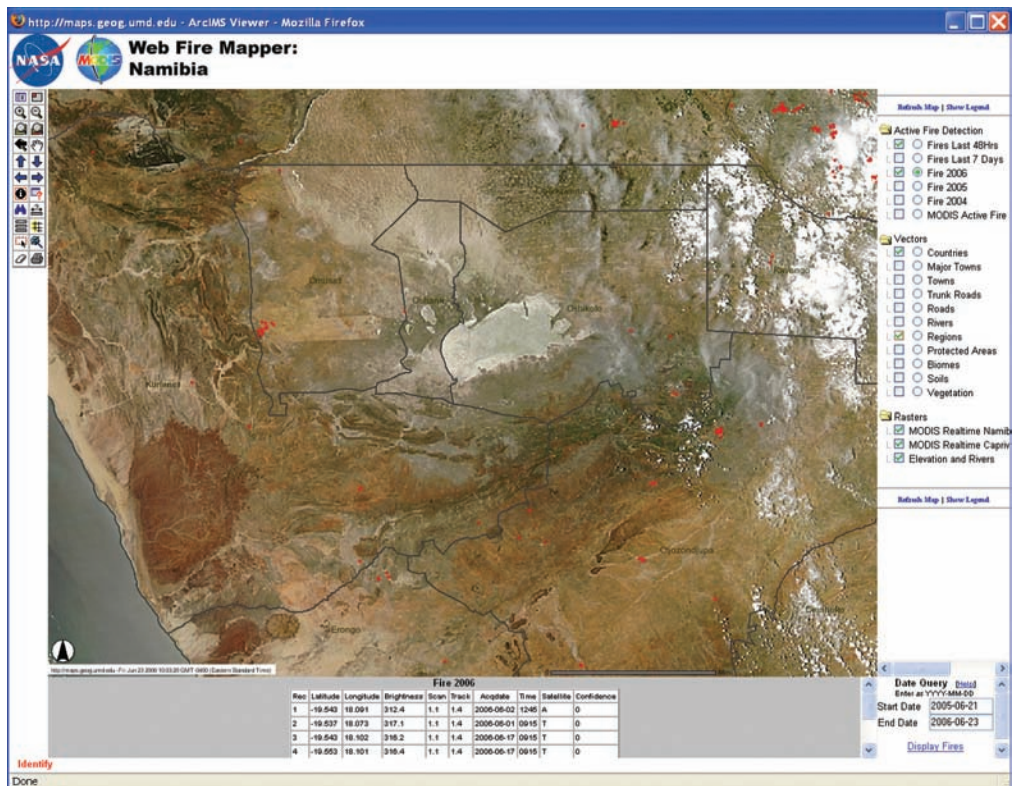 http://maps.geog.umd.edu - ArcIMS Viewer - Mozilla Firefox
NASA
MODIS
Web Fire Mapper:
Namibia
Refresh Map | Show Legend
Active Fire Detection
Fires Last 48Hrs
Fires Last 7 Days
Fire 2006
Fire 2005
Fire 2004
MODIS Active Fire
Vectors
Countries
Major Towns
Towns
Trunk Roads
Roads
Rivers
Regions
Protected Areas
Biomes
Soils
Vegetation
Rasters
MODIS Realtime Namib
MODIS Realtime Capriv
Elevation and Rivers
Refresh Map | Show Legend
Omusati
Oshana
Oshikoto
Kunene
Otjozondjupa
Erongo
Fire 2006
Rec Latitude Longitude Brightness Scan Track Acqdate Time Satellite Confidence
1 -19.543 18.091 312.4 1.1 1.4 2006-06-02 1245 A 0
2 -19.537 18.073 317.1 1.1 1.4 2006-06-01 0915 T 0
3 -19.543 18.102 316.2 1.1 1.4 2006-06-17 0915 T 0
4 -19.553 18.101 316.4 1.1 1.4 2006-06-17 0915 T 0
Date Query [Help]
Enter as YYYY-MM-DD
Start Date 2005-06-21
End Date 2006-06-23
Display Fires
Identify
Done